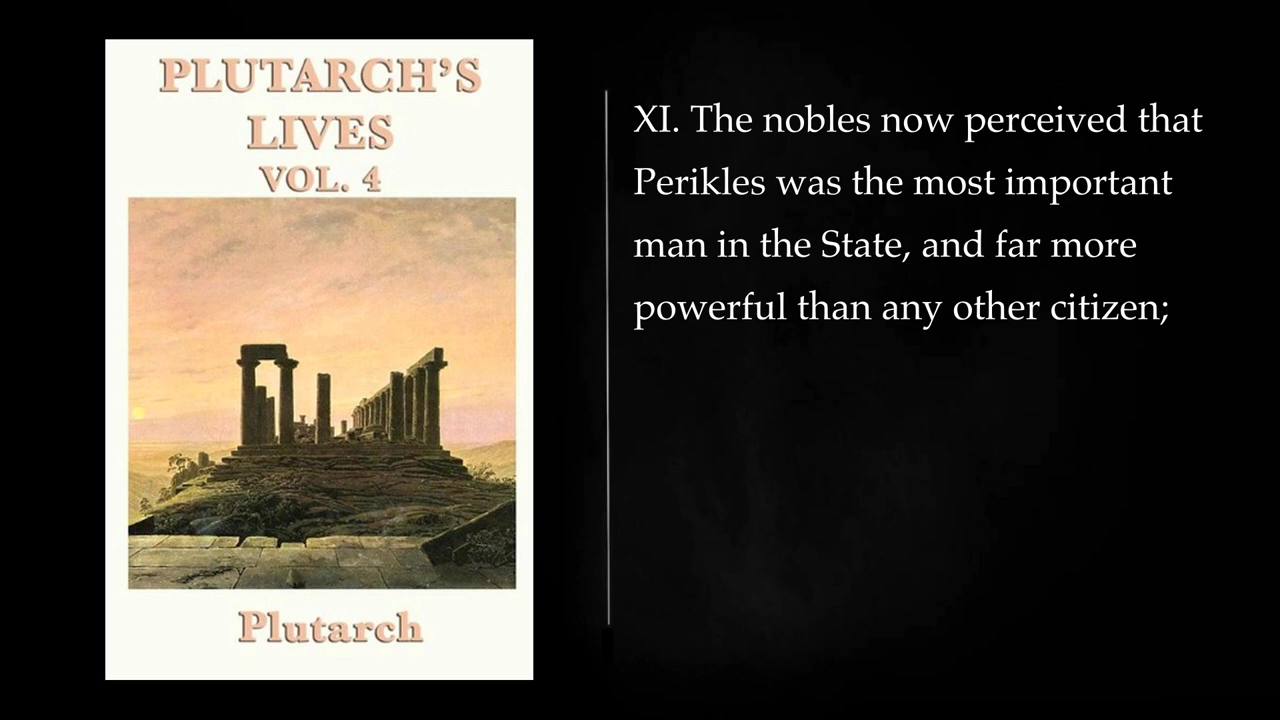 PLUTARCH'S
LIVES
VOL. 4
Plutarch
XI. The nobles now perceived that
Perikles was the most important
man in the State, and far more
powerful than any other citizen;